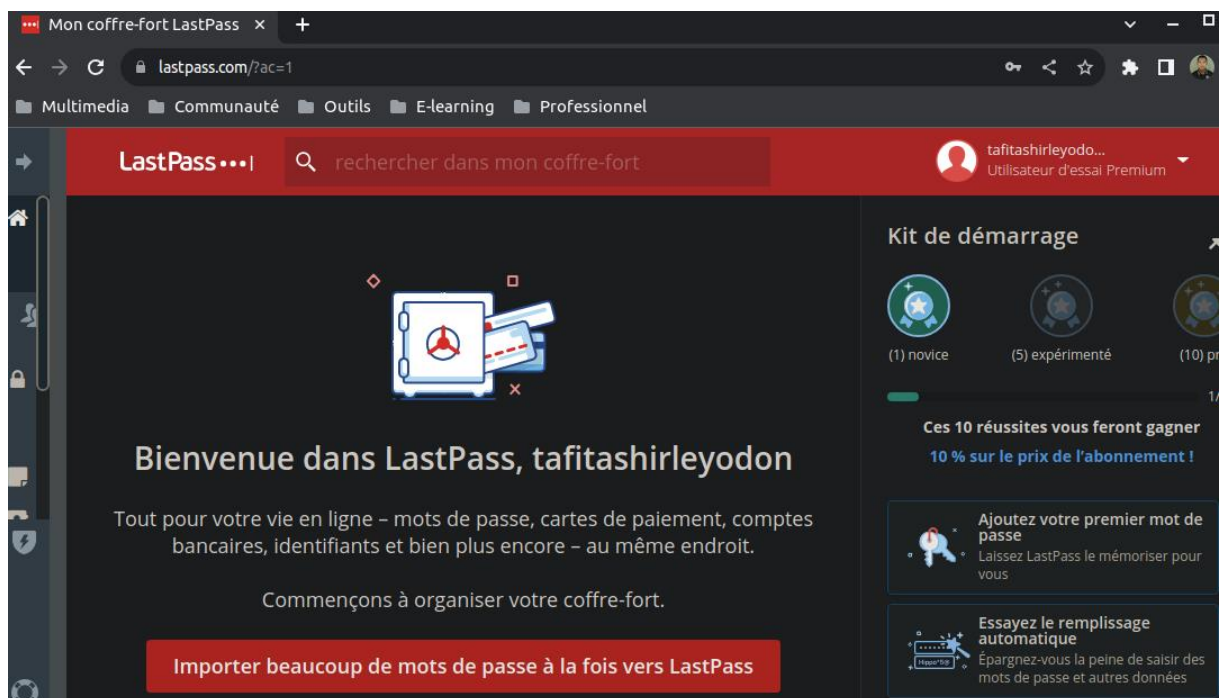 Mon coffre-fort LastPass
lastpass.com/?ac=1
Multimedia Communauté Outils E-learning Professionnel
LastPass
rechercher dans mon coffre-fort
tafitashirleyodo...
Utilisateur d'essai Premium
Bienvenue dans LastPass, tafitashirleyodon
Tout pour votre vie en ligne – mots de passe, cartes de paiement, comptes
bancaires, identifiants et bien plus encore – au même endroit.
Commençons à organiser votre coffre-fort.
Importer beaucoup de mots de passe à la fois vers LastPass
Kit de démarrage
(1) novice (5) expérimenté (10) pr
1/
Ces 10 réussites vous feront gagner
10 % sur le prix de l’abonnement !
Ajoutez votre premier mot de
passe
Laissez LastPass le mémoriser pour
vous
Essayez le remplissage
automatique
Épargnez-vous la peine de saisir des
mots de passe et autres données